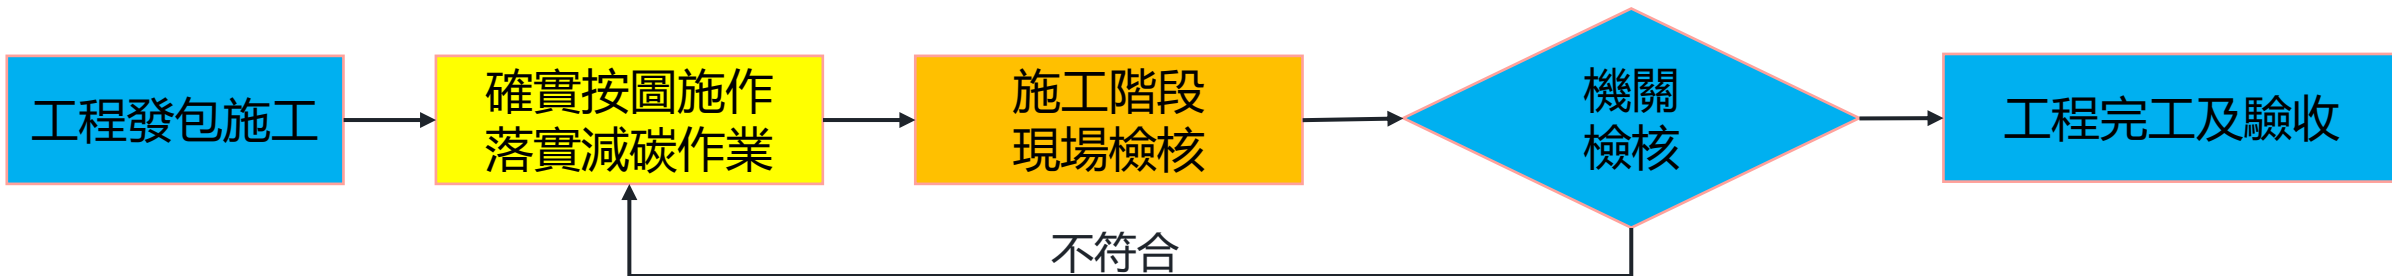 工程發包施工
確實按圖施作
落實減碳作業
施工階段
現場檢核
機關
檢核
工程完工及驗收
不符合